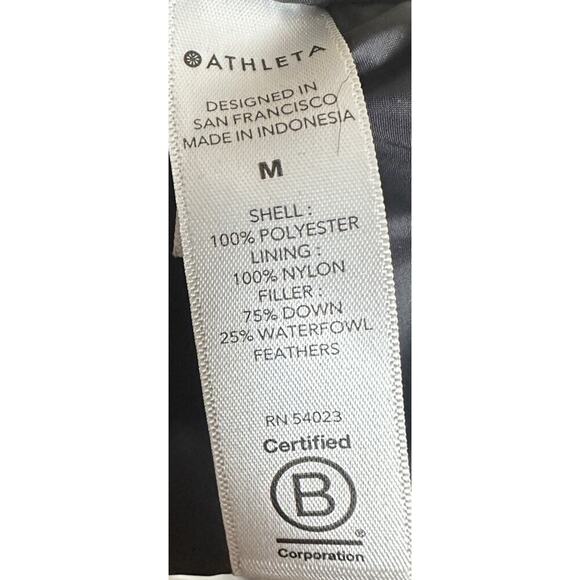 ATHLETA
DESIGNED IN
SAN FRANCISCO
MADE IN INDONESIA
M
SHELL :
100% POLYESTER
LINING :
100% NYLON
FILLER :
75% DOWN
25% WATERFOWL
FEATHERS
RN 54023
Certified
B
®
Corporation